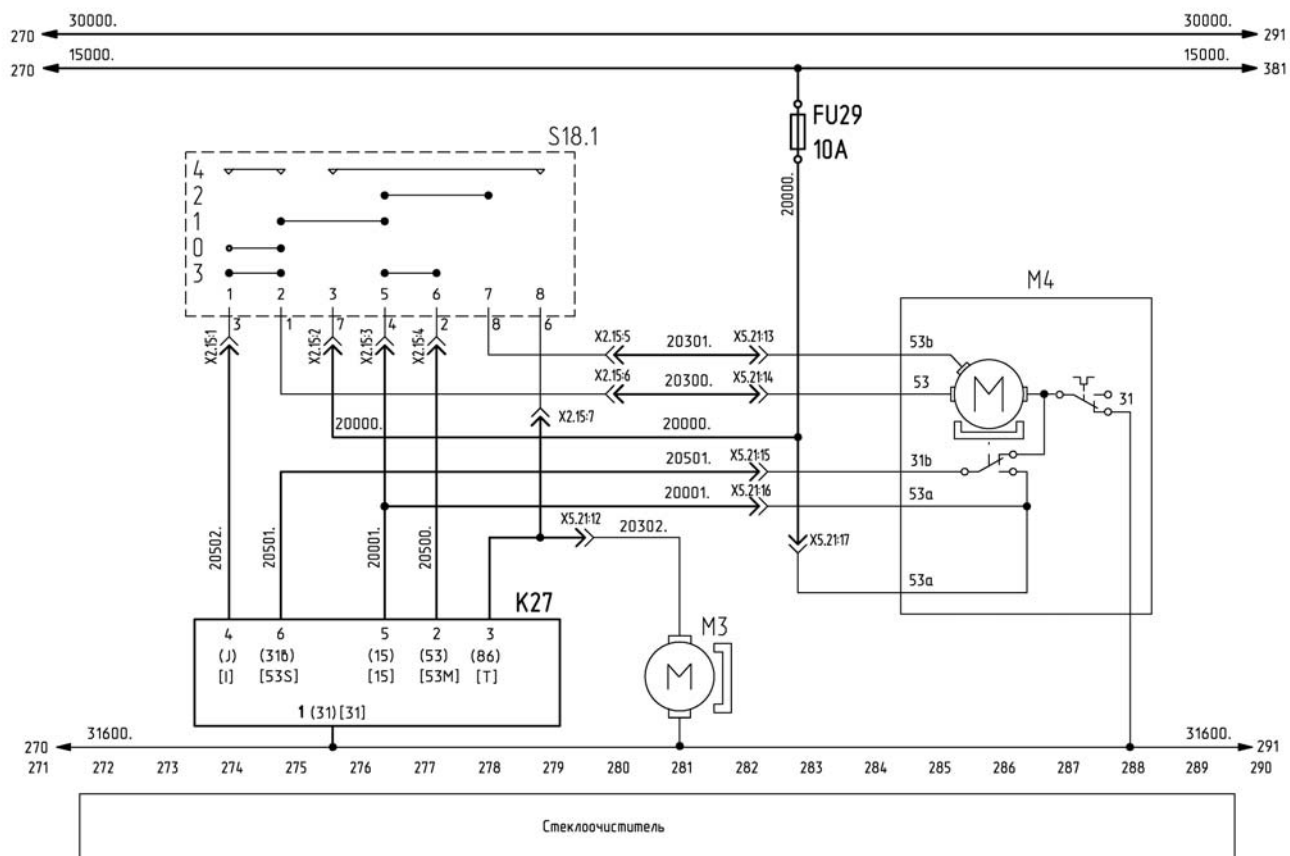 30000. 30000.
270 291
15000. 15000.
270 381
FU29
10A
S18.1
4
2
1
0
3
20000.
M4
1 2 3 5 6 7 8
3 1 7 4 2 8 6
X2.15:1 X2.15:2 X2.15:3 X2.15:4
X2.15:5 20301. X5.21:13 53b
X2.15:6 20300. X5.21:14 53
M 31
X2.15:7
20000. 20000.
20501. X5.21:15 31b
20001. X5.21:16 53a
X5.21:12 20302.
X5.21:17
20502. 20501. 20001. 20500.
53a
K27
4 6 5 2 3
(J) (31б) (15) (53) (86)
[I] [53S] [15] [53M] [T]
1 (31) [31]
M3
M
31600. 31600.
270 291
271 272 273 274 275 276 277 278 279 280 281 282 283 284 285 286 287 288 289 290
Стеклоочиститель